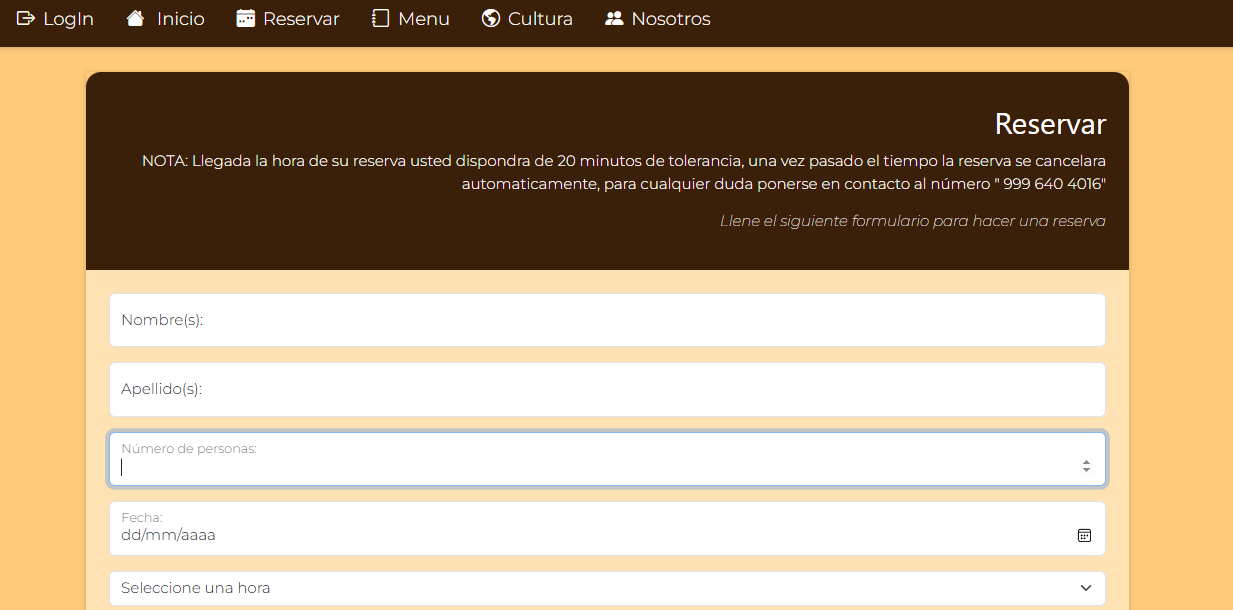 LogIn Inicio Reservar Menu Cultura Nosotros
Reservar
NOTA: Llegada la hora de su reserva usted dispondra de 20 minutos de tolerancia, una vez pasado el tiempo la reserva se cancelara
automaticamente, para cualquier duda ponerse en contacto al número " 999 640 4016"
Llene el siguiente formulario para hacer una reserva
Nombre(s):
Apellido(s):
Número de personas:
Fecha:
dd/mm/aaaa
Seleccione una hora